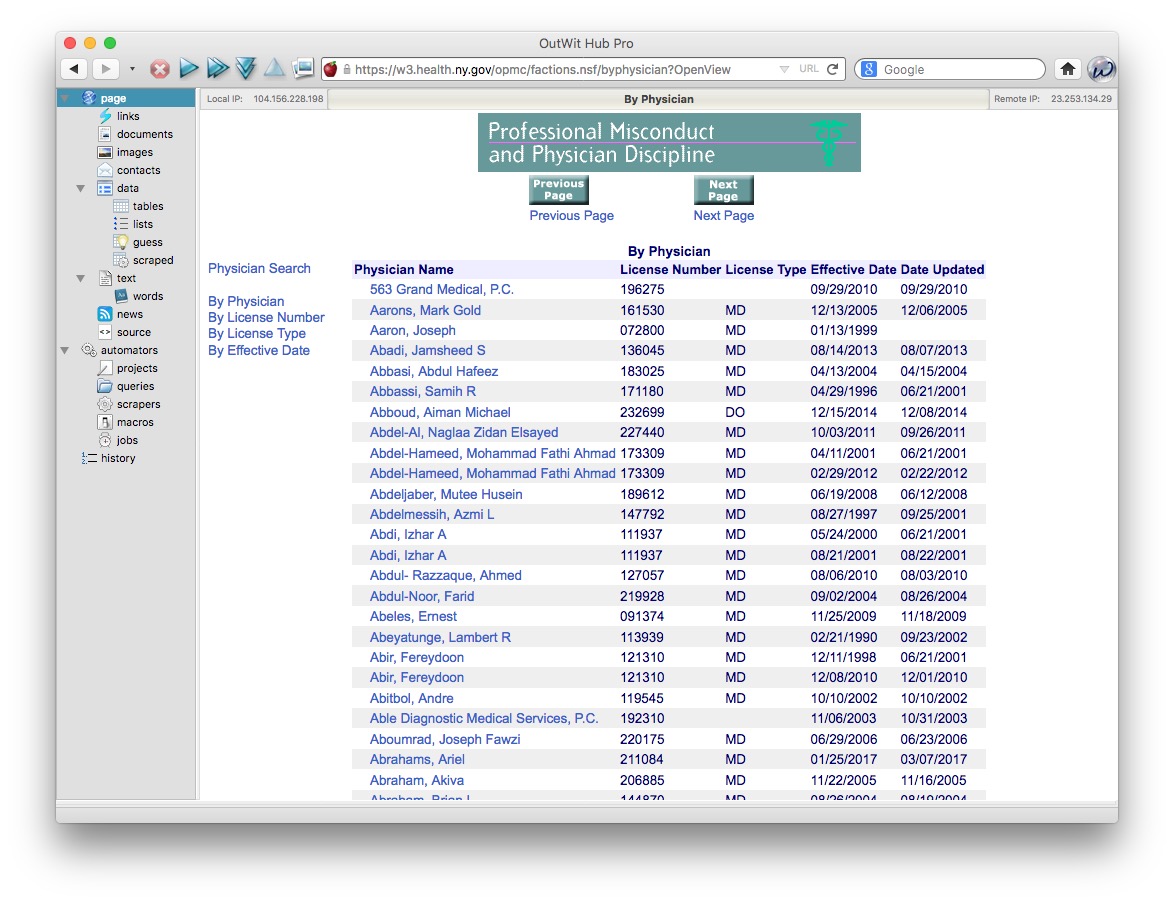 OutWit Hub Pro
https://w3.health.ny.gov/opmc/factions.nsf/byphysician?OpenView URL Google
page
links
documents
images
contacts
data
tables
lists
guess
scraped
text
words
news
source
automators
projects
queries
scrapers
macros
jobs
history
Local IP: 104.156.228.198 By Physician Remote IP: 23.253.134.29
Professional Misconduct
and Physician Discipline
Previous Page Next Page
Previous Page Next Page
Physician Search
By Physician
By License Number
By License Type
By Effective Date
By Physician
Physician Name License Number License Type Effective Date Date Updated
563 Grand Medical, P.C. 196275 09/29/2010 09/29/2010
Aarons, Mark Gold 161530 MD 12/13/2005 12/06/2005
Aaron, Joseph 072800 MD 01/13/1999
Abadi, Jamsheed S 136045 MD 08/14/2013 08/07/2013
Abbasi, Abdul Hafeez 183025 MD 04/13/2004 04/15/2004
Abbassi, Samih R 171180 MD 04/29/1996 06/21/2001
Abboud, Aiman Michael 232699 DO 12/15/2014 12/08/2014
Abdel-Al, Naglaa Zidan Elsayed 227440 MD 10/03/2011 09/26/2011
Abdel-Hameed, Mohammad Fathi Ahmad 173309 MD 04/11/2001 06/21/2001
Abdel-Hameed, Mohammad Fathi Ahmad 173309 MD 02/29/2012 02/22/2012
Abdeljaber, Mutee Husein 189612 MD 06/19/2008 06/12/2008
Abdelmessih, Azmi L 147792 MD 08/27/1997 09/25/2001
Abdi, Izhar A 111937 MD 05/24/2000 06/21/2001
Abdi, Izhar A 111937 MD 08/21/2001 08/22/2001
Abdul- Razzaque, Ahmed 127057 MD 08/06/2010 08/03/2010
Abdul-Noor, Farid 219928 MD 09/02/2004 08/26/2004
Abeles, Ernest 091374 MD 11/25/2009 11/18/2009
Abeyatunge, Lambert R 113939 MD 02/21/1990 09/23/2002
Abir, Fereydoon 121310 MD 12/11/1998 06/21/2001
Abir, Fereydoon 121310 MD 12/08/2010 12/01/2010
Abitbol, Andre 119545 MD 10/10/2002 10/10/2002
Able Diagnostic Medical Services, P.C. 192310 11/06/2003 10/31/2003
Aboumrad, Joseph Fawzi 220175 MD 06/29/2006 06/23/2006
Abrahams, Ariel 211084 MD 01/25/2017 03/07/2017
Abraham, Akiva 206885 MD 11/22/2005 11/16/2005